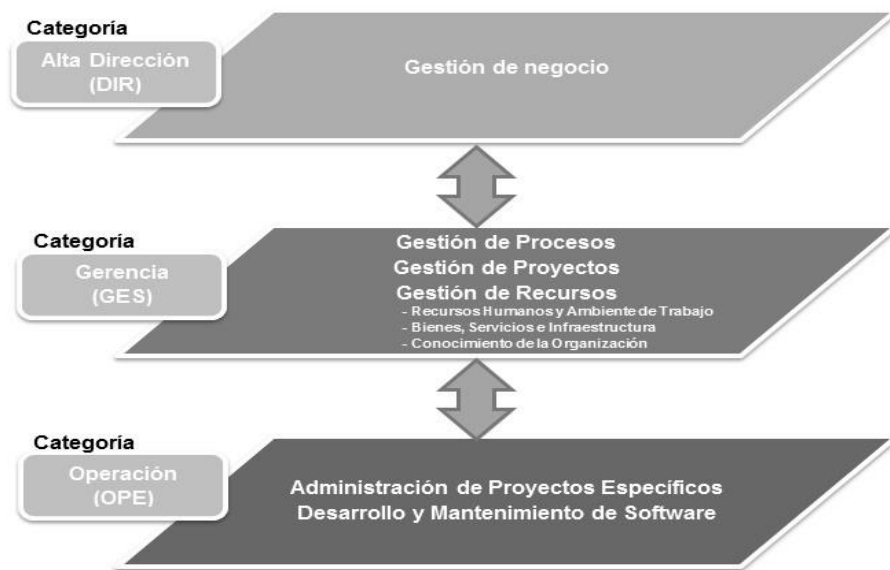 Categoría
Alta Dirección
(DIR)
Gestión de negocio
Categoría
Gerencia
(GES)
Gestión de Procesos
Gestión de Proyectos
Gestión de Recursos
- Recursos Humanos y Ambiente de Trabajo
- Bienes, Servicios e Infraestructura
- Conocimiento de la Organización
Categoría
Operación
(OPE)
Administración de Proyectos Específicos
Desarrollo y Mantenimiento de Software